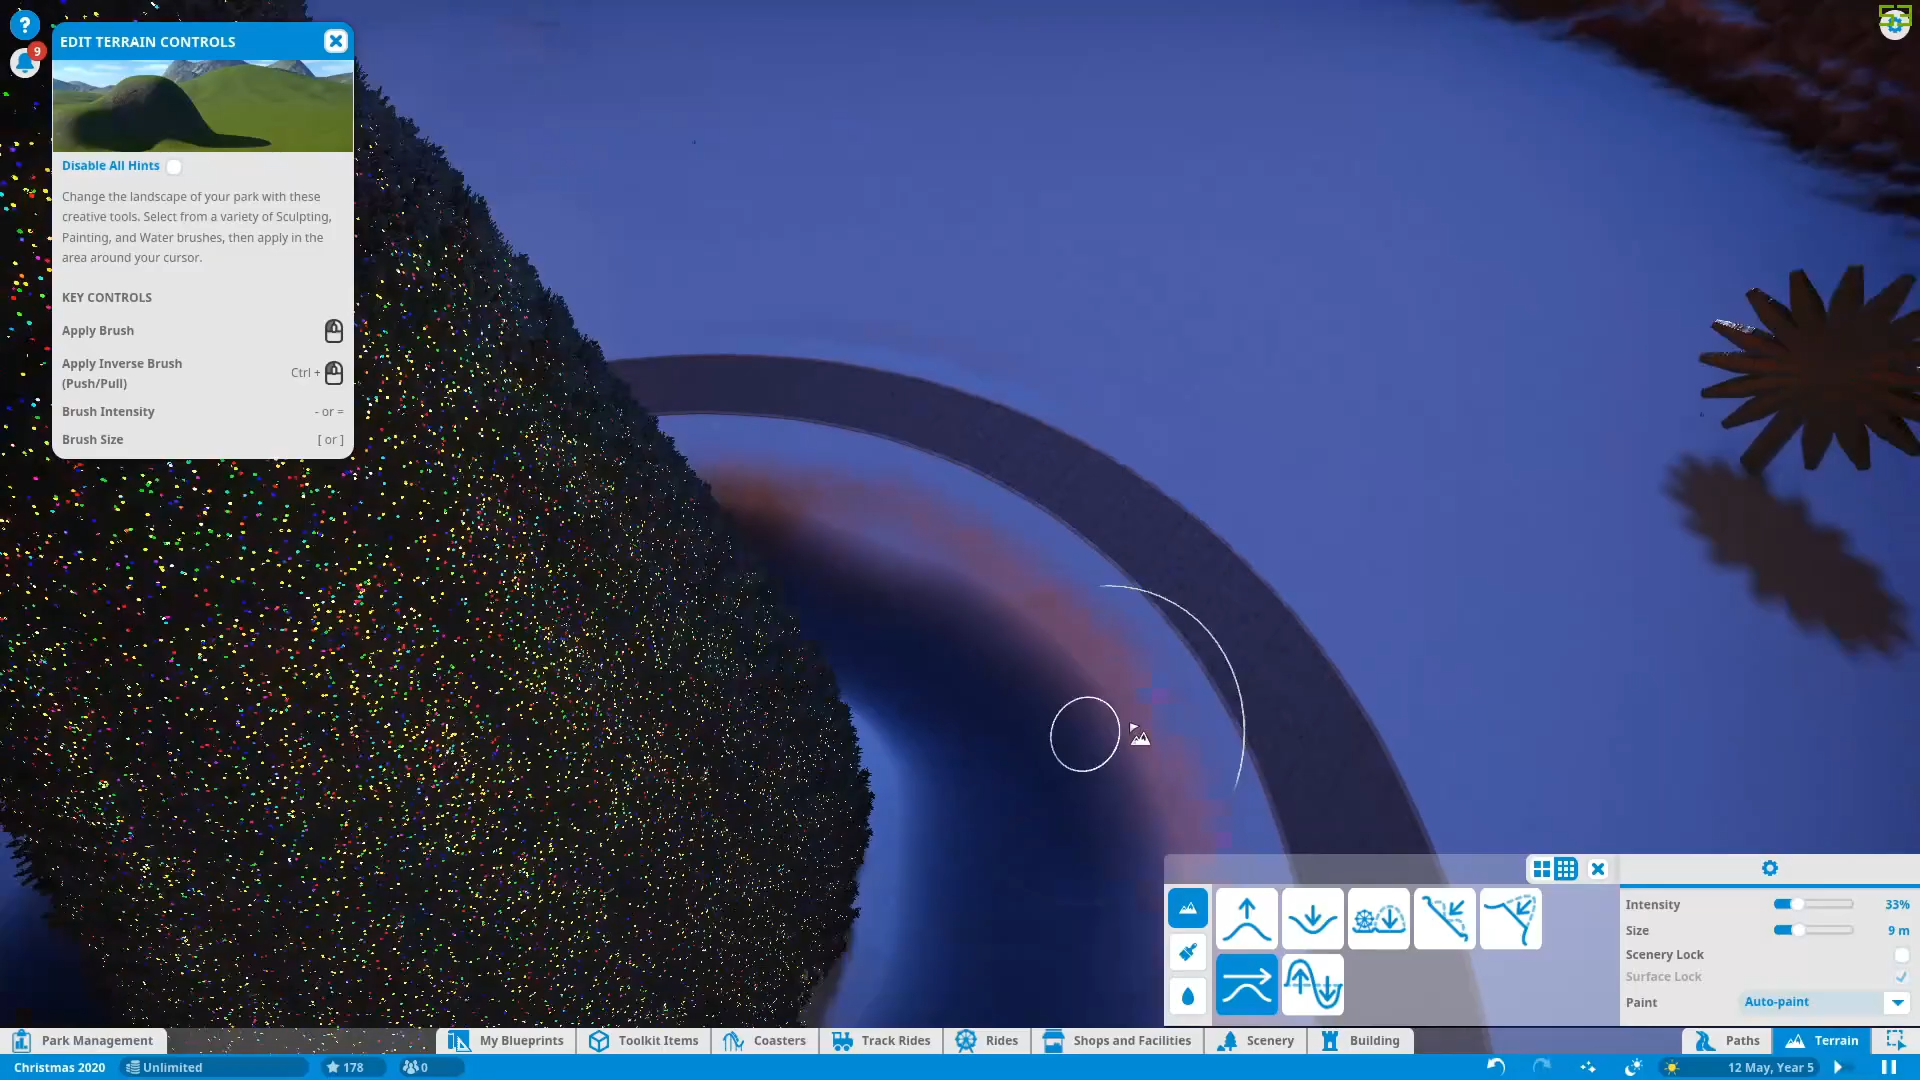 ?
EDIT TERRAIN CONTROLS
9
Disable All Hints
Change the landscape of your park with these
creative tools. Select from a variety of Sculpting,
Painting, and Water brushes, then apply in the
area around your cursor.
KEY CONTROLS
Apply Brush
Apply Inverse Brush
(Push/Pull)
Ctrl +
Brush Intensity
- or =
Brush Size
[ or ]
Intensity
33%
Size
9 m
Scenery Lock
Surface Lock
Paint
Auto-paint
Park Management
My Blueprints
Toolkit Items
Coasters
Track Rides
Rides
Shops and Facilities
Scenery
Building
Paths
Terrain
Christmas 2020
Unlimited
178
0
12 May, Year 5